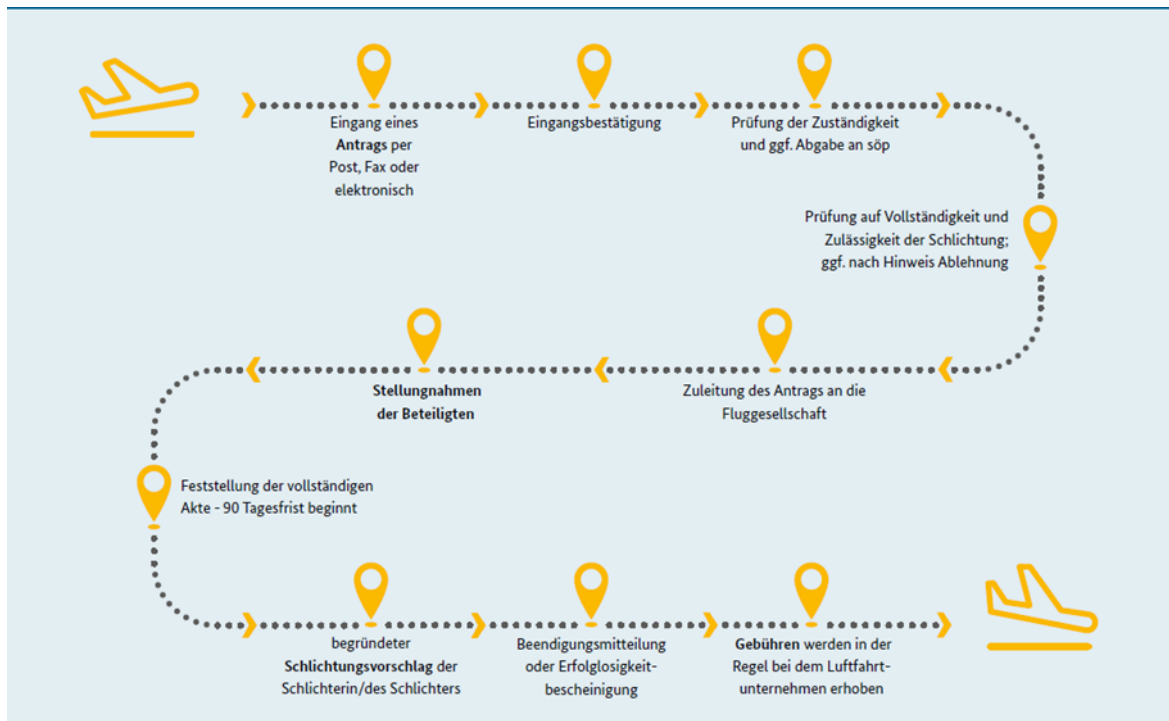 Eingang eines
Antrags per
Post, Fax oder
elektronisch
Eingangsbestätigung
Prüfung der Zuständigkeit
und ggf. Abgabe an söp
Prüfung auf Vollständigkeit und
Zulässigkeit der Schlichtung;
ggf. nach Hinweis Ablehnung
Zuleitung des Antrags an die
Fluggesellschaft
Stellungnahmen
der Beteiligten
Feststellung der vollständigen
Akte - 90 Tagesfrist beginnt
begründeter
Schlichtungsvorschlag der
Schlichterin/des Schlichters
Beendigungsmitteilung
oder Erfolglosigkeit-
bescheinigung
Gebühren werden in der
Regel bei dem Luftfahrt-
unternehmen erhoben